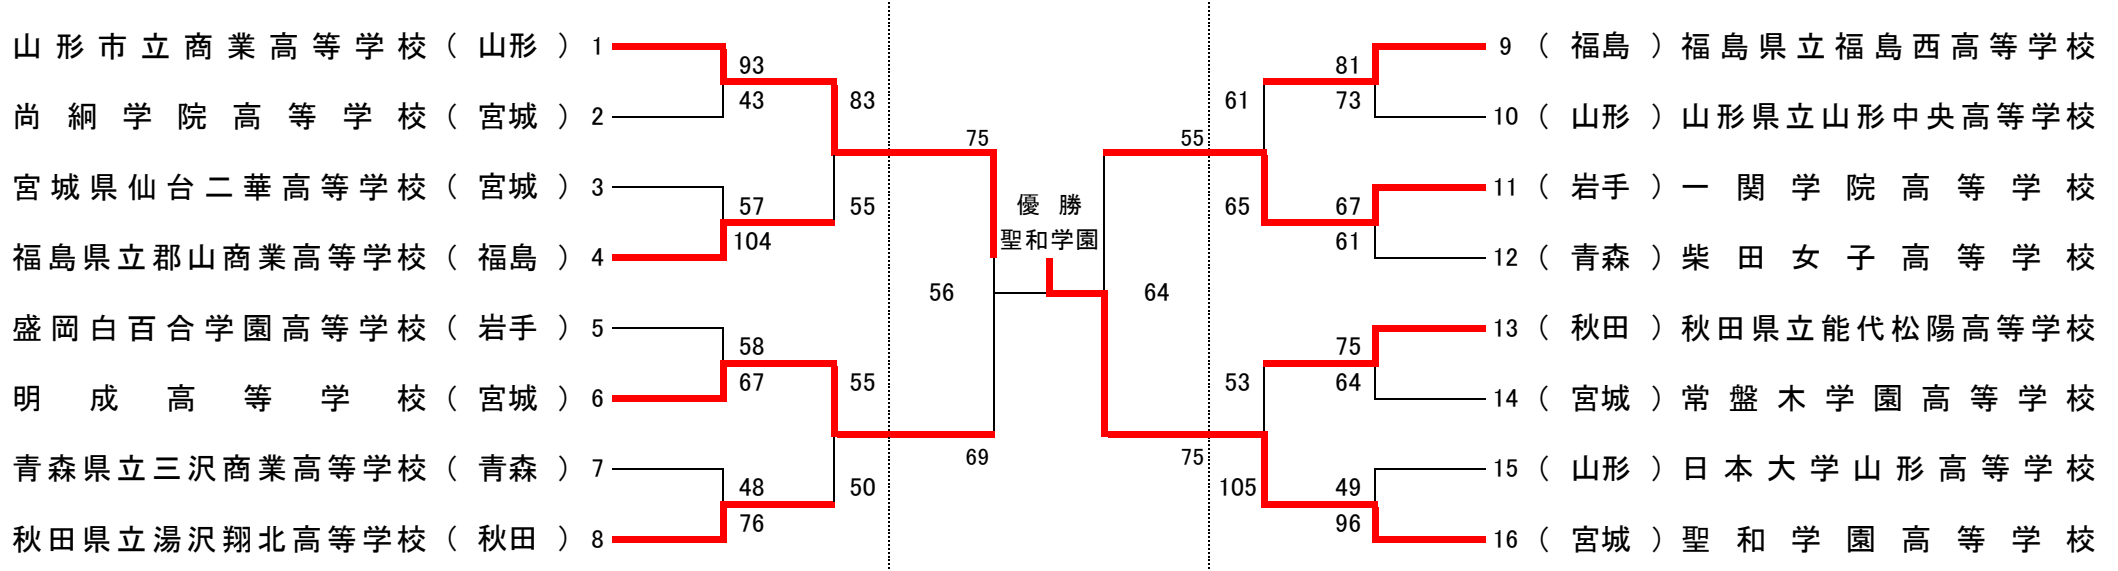 山形市立商業高等学校 ( 山形 ) 1
93
43
尚絅学院高等学校 ( 宮城 ) 2
83
宮城県仙台二華高等学校 ( 宮城 ) 3
57
104
55
福島県立郡山商業高等学校 ( 福島 ) 4
75
56
69
盛岡白百合学園高等学校 ( 岩手 ) 5
58
67
明成高等学校 ( 宮城 ) 6
55
青森県立三沢商業高等学校 ( 青森 ) 7
48
76
50
秋田県立湯沢翔北高等学校 ( 秋田 ) 8
優勝
聖和学園
9 ( 福島 ) 福島県立福島西高等学校
81
73
10 ( 山形 ) 山形県立山形中央高等学校
61
55
11 ( 岩手 ) 一関学院高等学校
67
61
65
12 ( 青森 ) 柴田女子高等学校
64
13 ( 秋田 ) 秋田県立能代松陽高等学校
75
64
14 ( 宮城 ) 常盤木学園高等学校
53
75
15 ( 山形 ) 日本大学山形高等学校
49
96
105
16 ( 宮城 ) 聖和学園高等学校